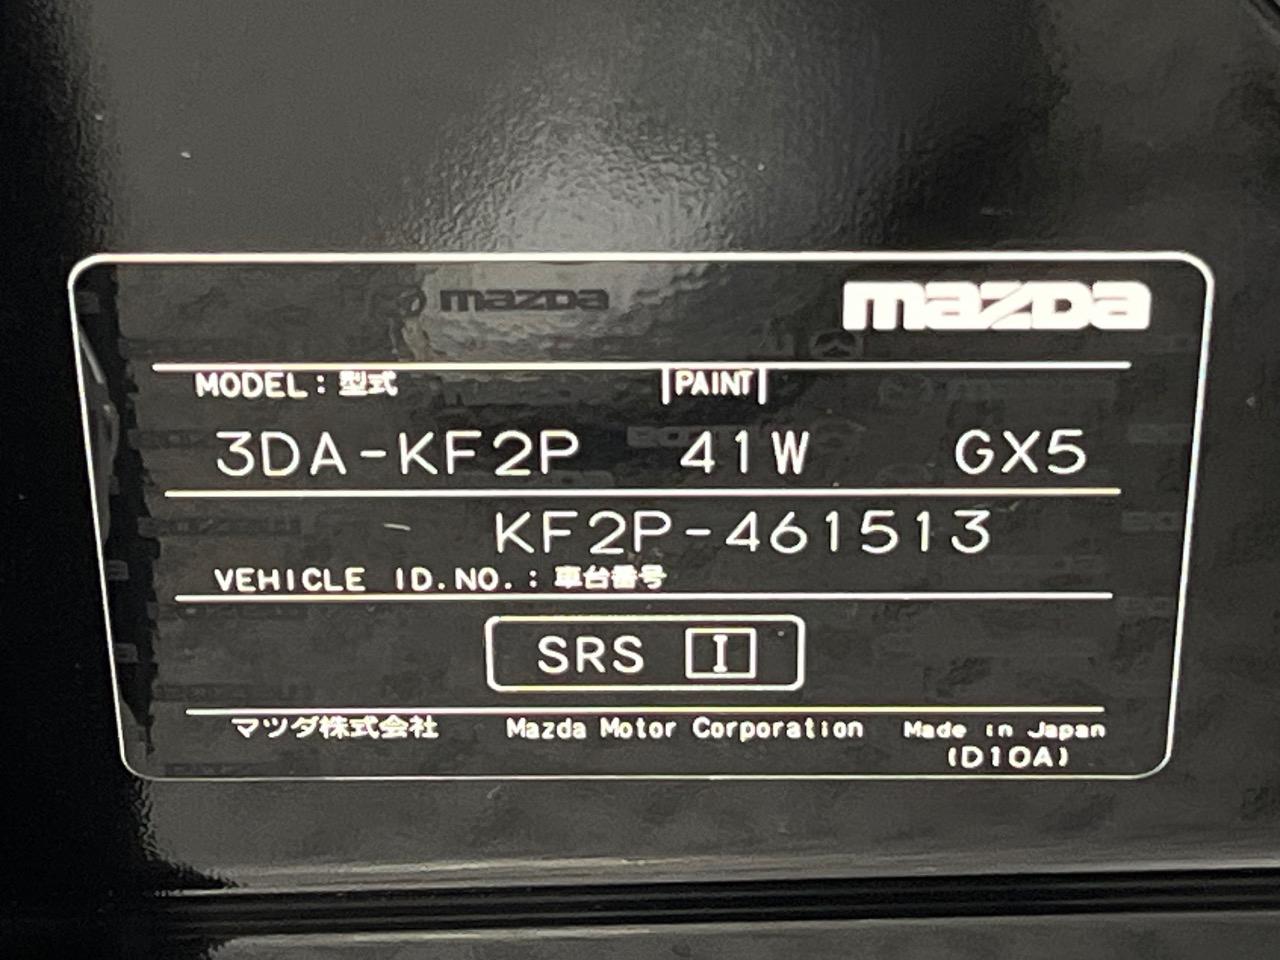 mazda
mazda
MODEL : 型式 PAINT
3DA-KF2P 41W GX5
KF2P-461513
VEHICLE ID.NO. : 車台番号
SRS I
マツダ株式会社 Mazda Motor Corporation Made in Japan
(D10A)